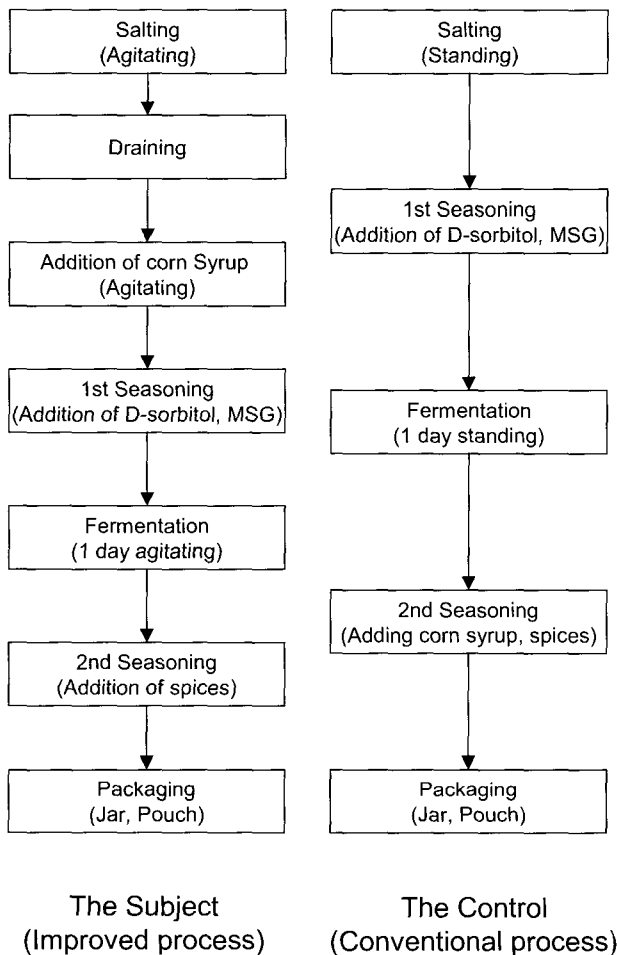 Salting
(Agitating)
Draining
Addition of corn Syrup
(Agitating)
1st Seasoning
(Addition of D-sorbitol, MSG)
Fermentation
(1 day agitating)
2nd Seasoning
(Addition of spices)
Packaging
(Jar, Pouch)
The Subject
(Improved process)
Salting
(Standing)
1st Seasoning
(Addition of D-sorbitol, MSG)
Fermentation
(1 day standing)
2nd Seasoning
(Adding corn syrup, spices)
Packaging
(Jar, Pouch)
The Control
(Conventional process)